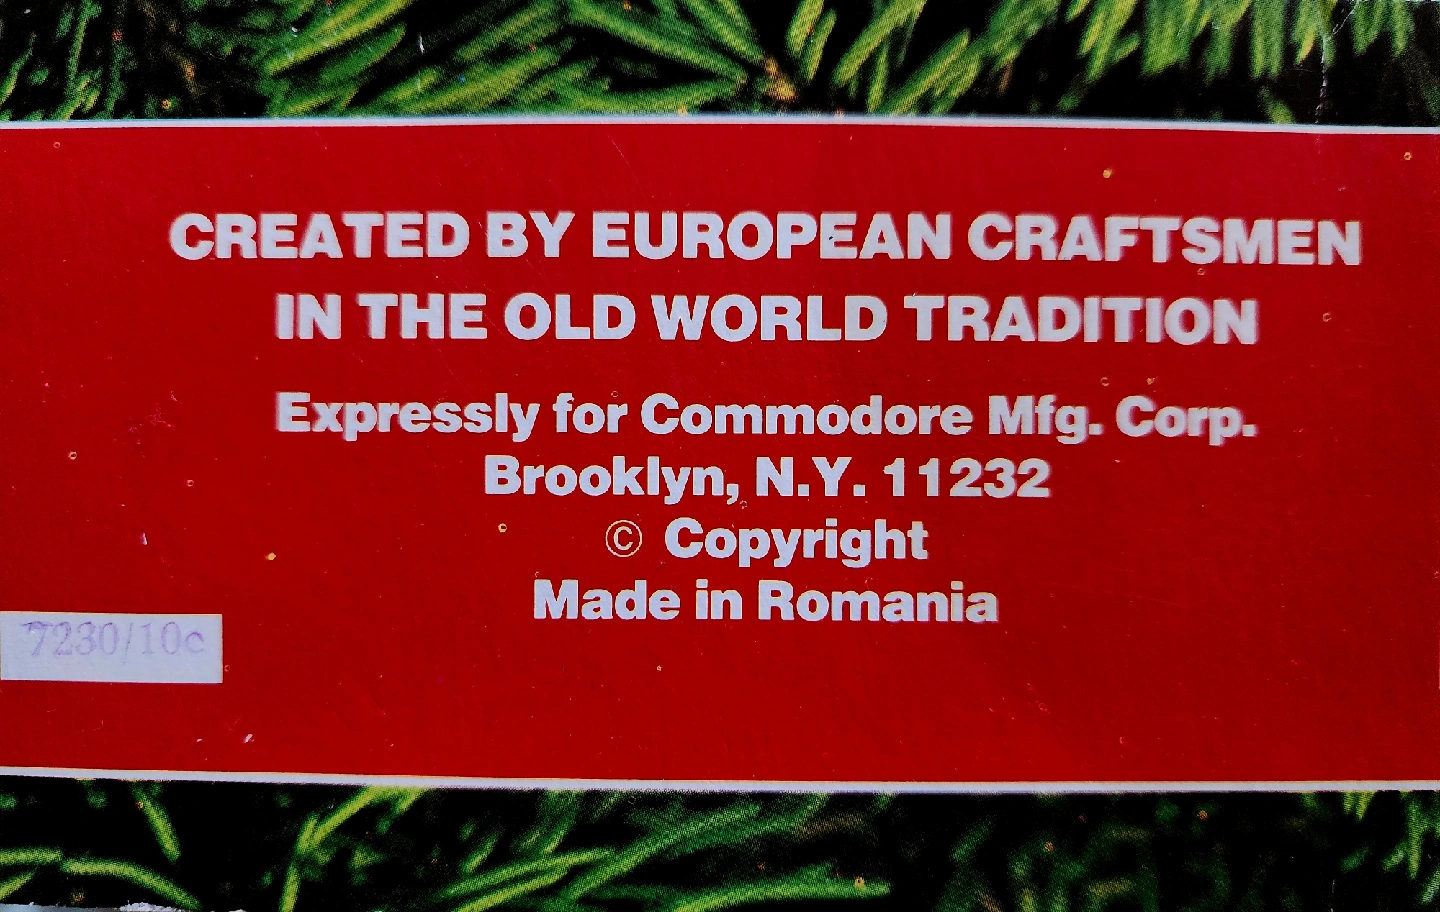 CREATED BY EUROPEAN CRAFTSMEN
IN THE OLD WORLD TRADITION
Expressly for Commodore Mfg. Corp.
Brooklyn, N.Y. 11232
© Copyright
Made in Romania
7230/10c